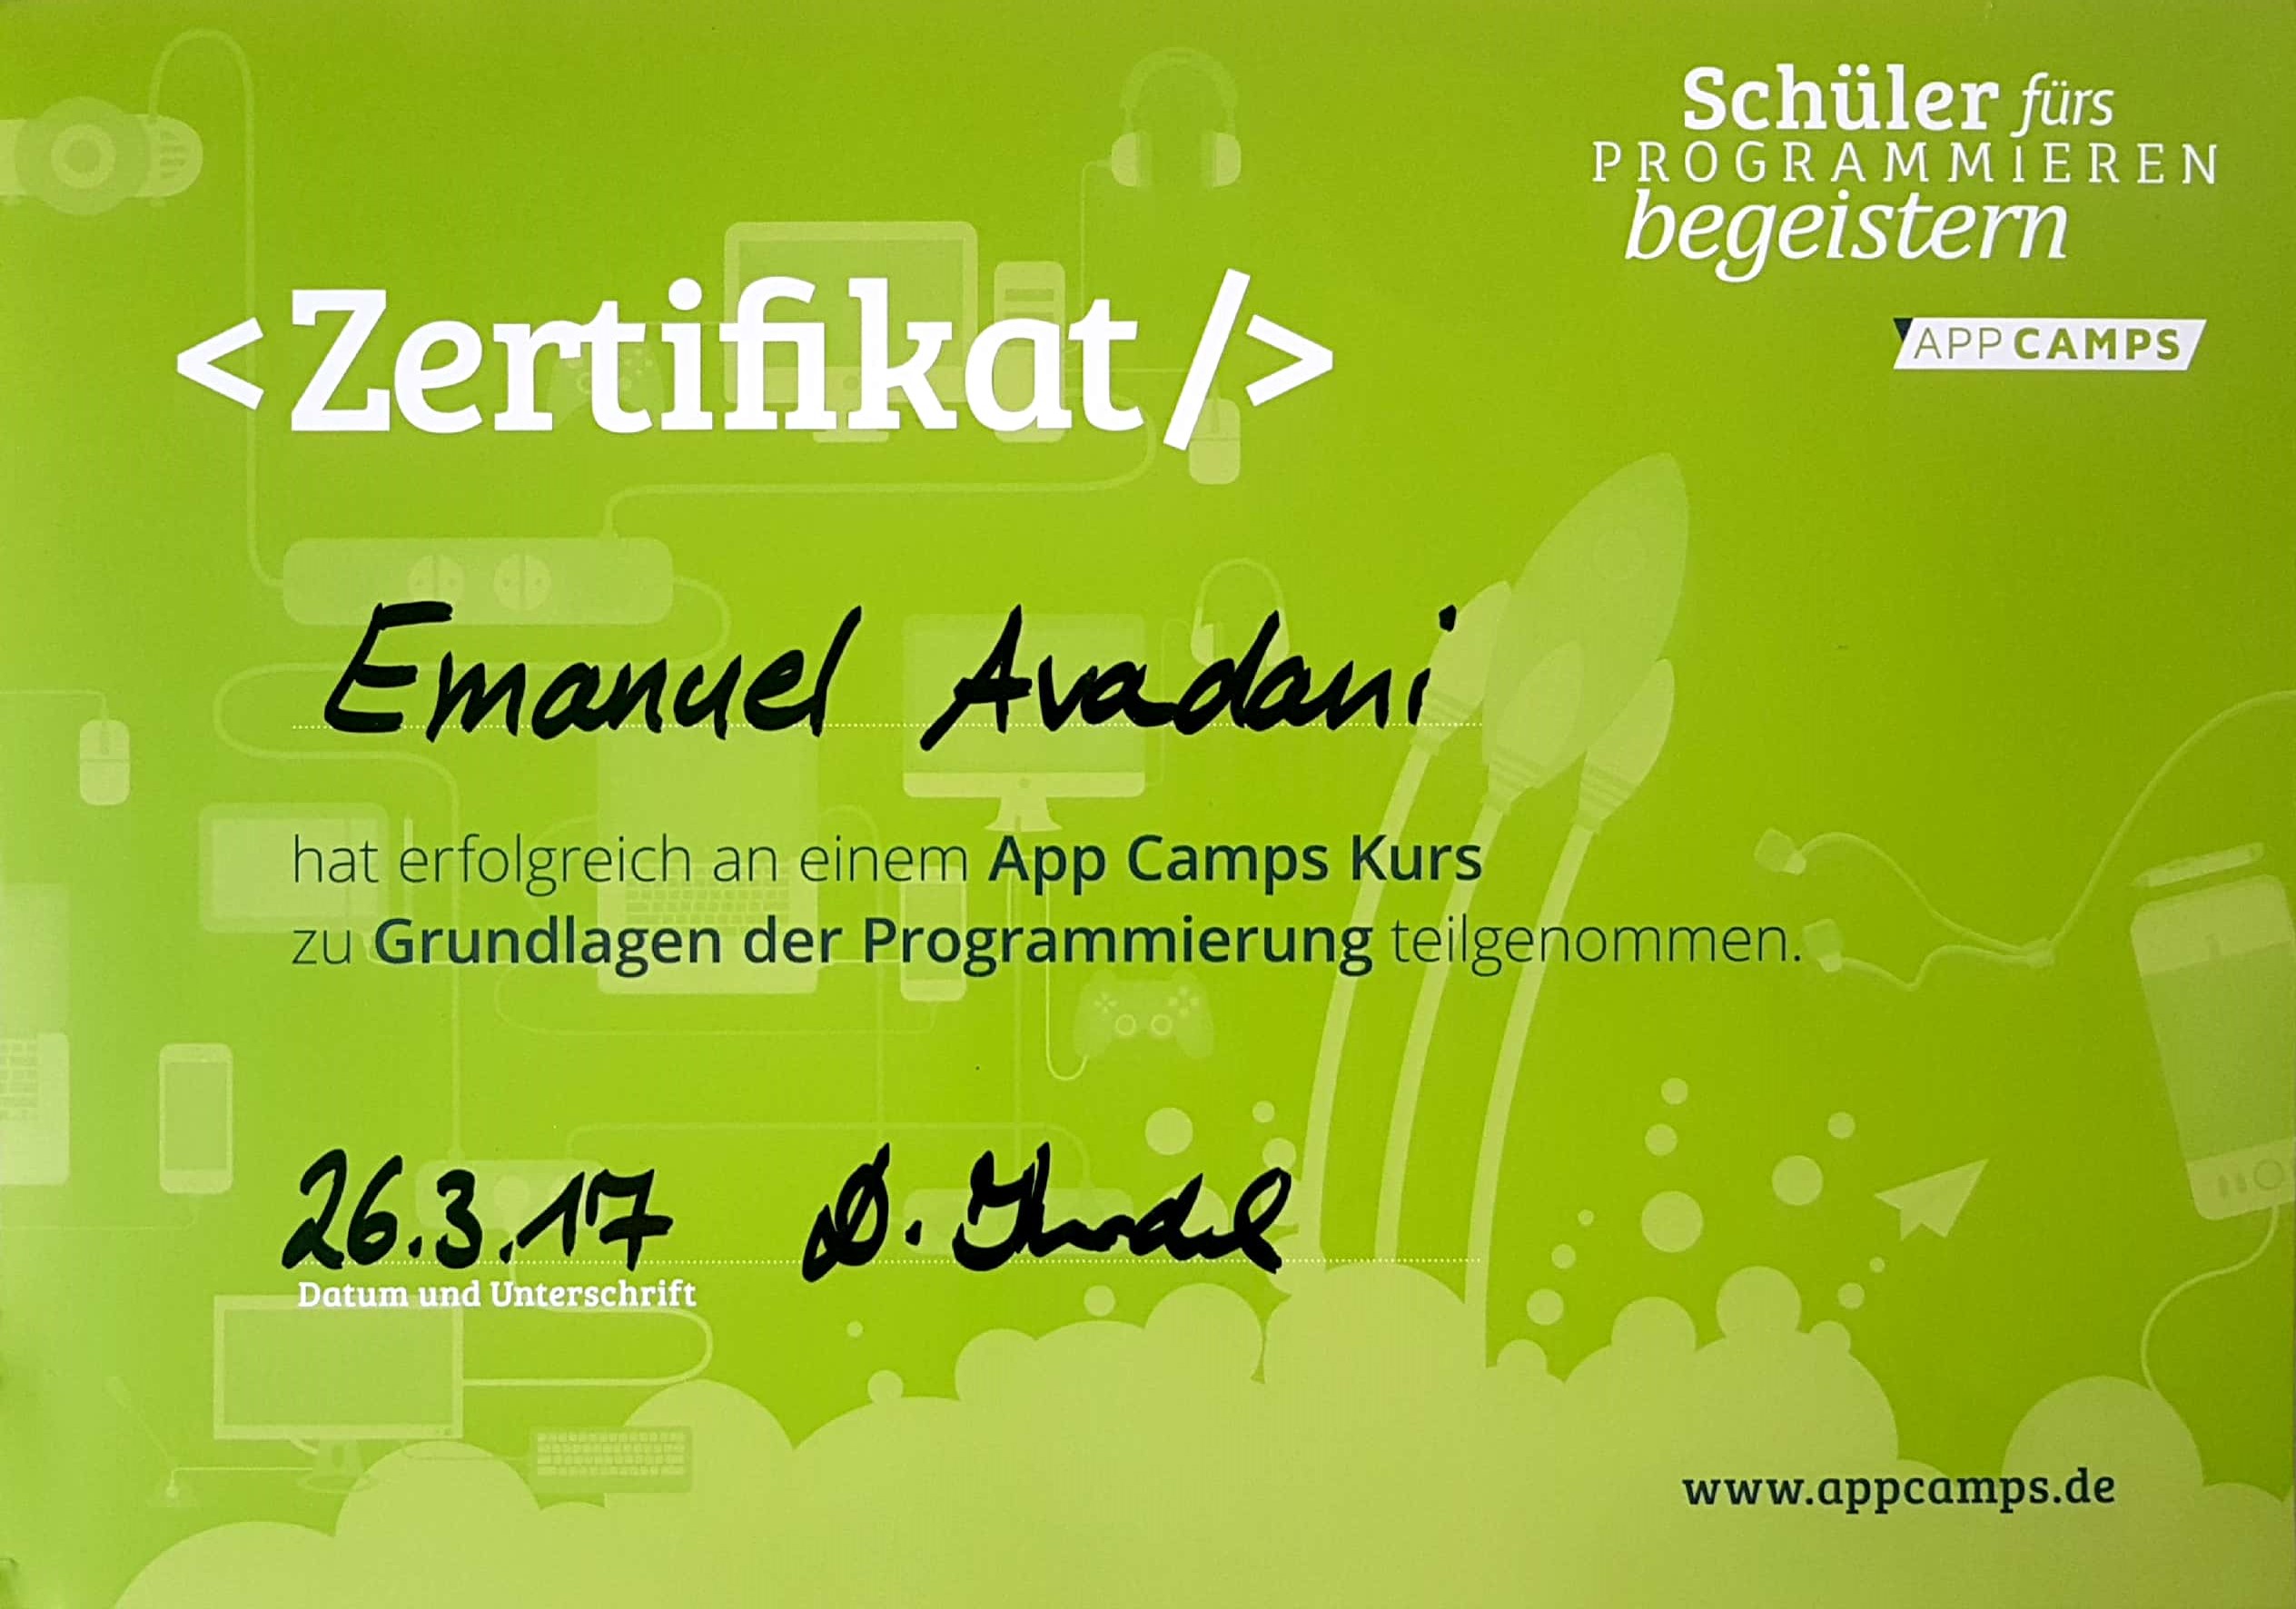 Schüler fürs
PROGRAMMIEREN
begeistern
APP CAMPS
<Zertifikat/>
Emanuel Avadani
hat erfolgreich an einem App Camps Kurs
zu Grundlagen der Programmierung teilgenommen.
26.3.17
Datum und Unterschrift
www.appcamps.de